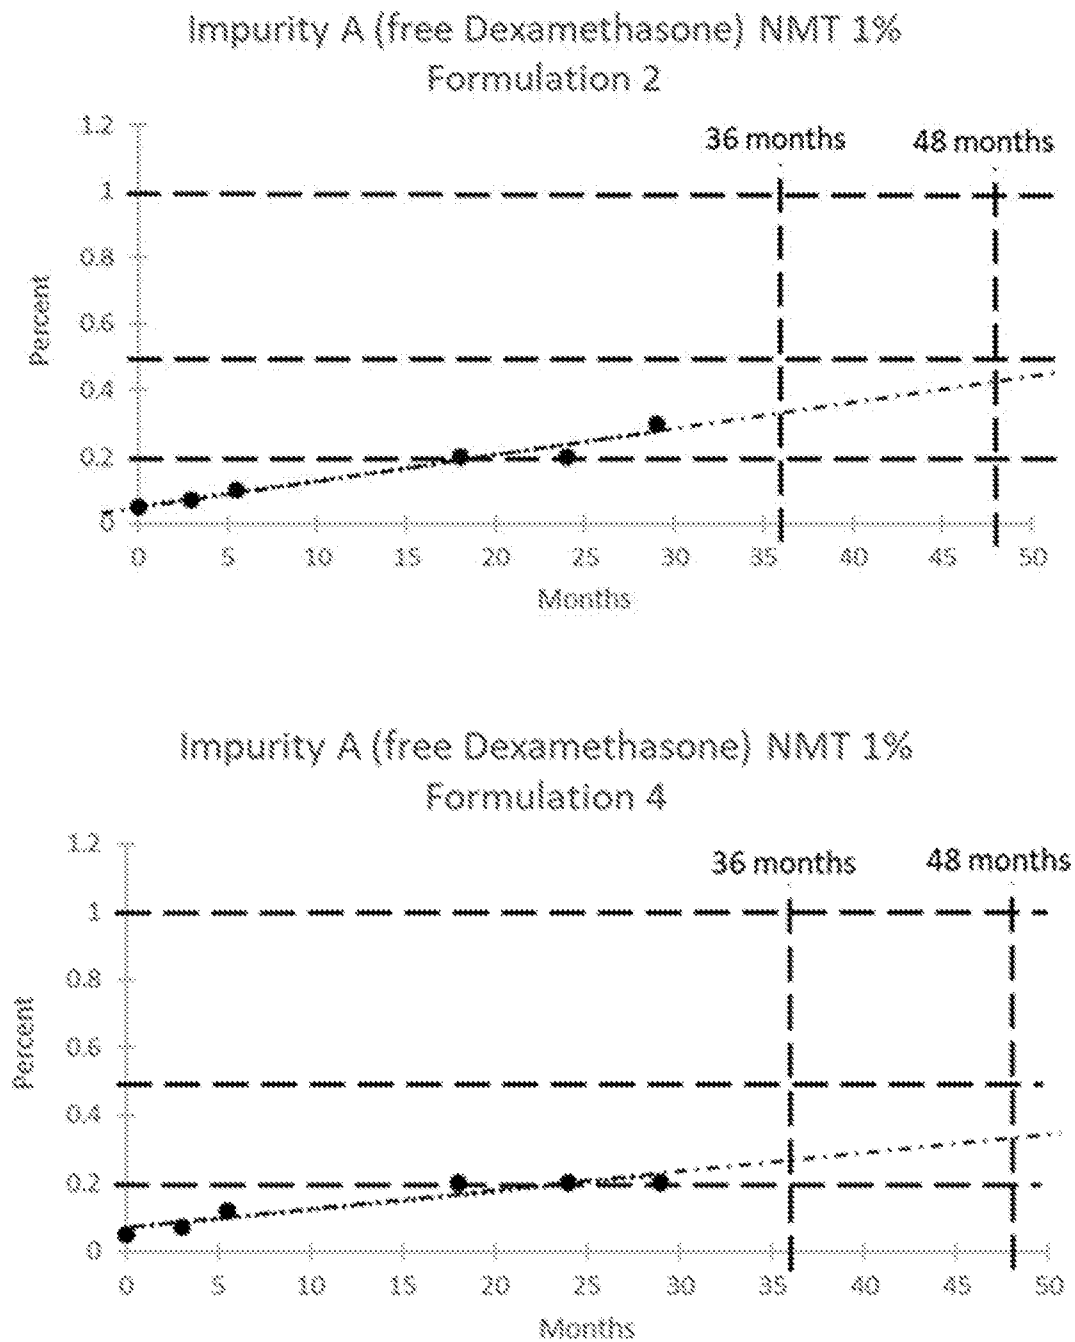 Impurity A (free Dexamethasone) NMT 1%
Formulation 2
36 months
48 months
1.2
1
0.8
0.6
0.4
0.2
0
Percent
0 5 10 15 20 25 30 35 40 45 50
Months
Impurity A (free Dexamethasone) NMT 1%
Formulation 4
36 months
48 months
1.2
1
0.8
0.6
0.4
0.2
0
Percent
0 5 10 15 20 25 30 35 40 45 50
Months